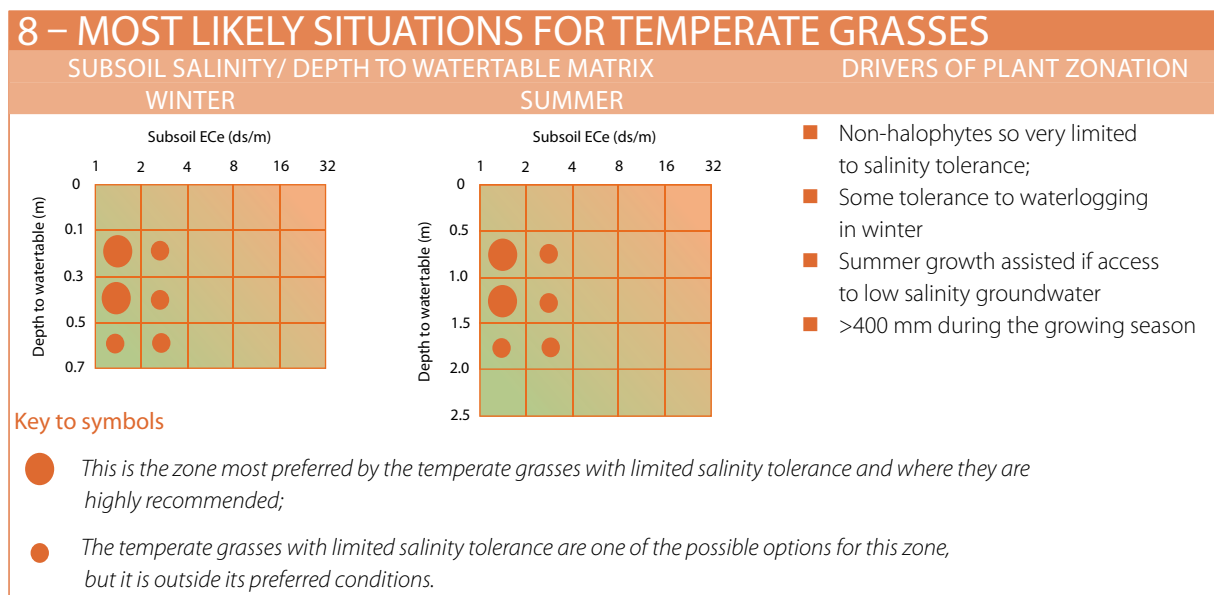 8 – MOST LIKELY SITUATIONS FOR TEMPERATE GRASSES
SUBSOIL SALINITY/ DEPTH TO WATERTABLE MATRIX
DRIVERS OF PLANT ZONATION
WINTER
SUMMER
Subsoil ECe (ds/m)
1 2 4 8 16 32
Depth to watertable (m)
0
0.1
0.3
0.5
0.7
Subsoil ECe (ds/m)
1 2 4 8 16 32
Depth to watertable (m)
0
0.5
1.0
1.5
2.0
2.5
Non-halophytes so very limited
to salinity tolerance;
Some tolerance to waterlogging
in winter
Summer growth assisted if access
to low salinity groundwater
>400 mm during the growing season
Key to symbols
This is the zone most preferred by the temperate grasses with limited salinity tolerance and where they are
highly recommended;
The temperate grasses with limited salinity tolerance are one of the possible options for this zone,
but it is outside its preferred conditions.